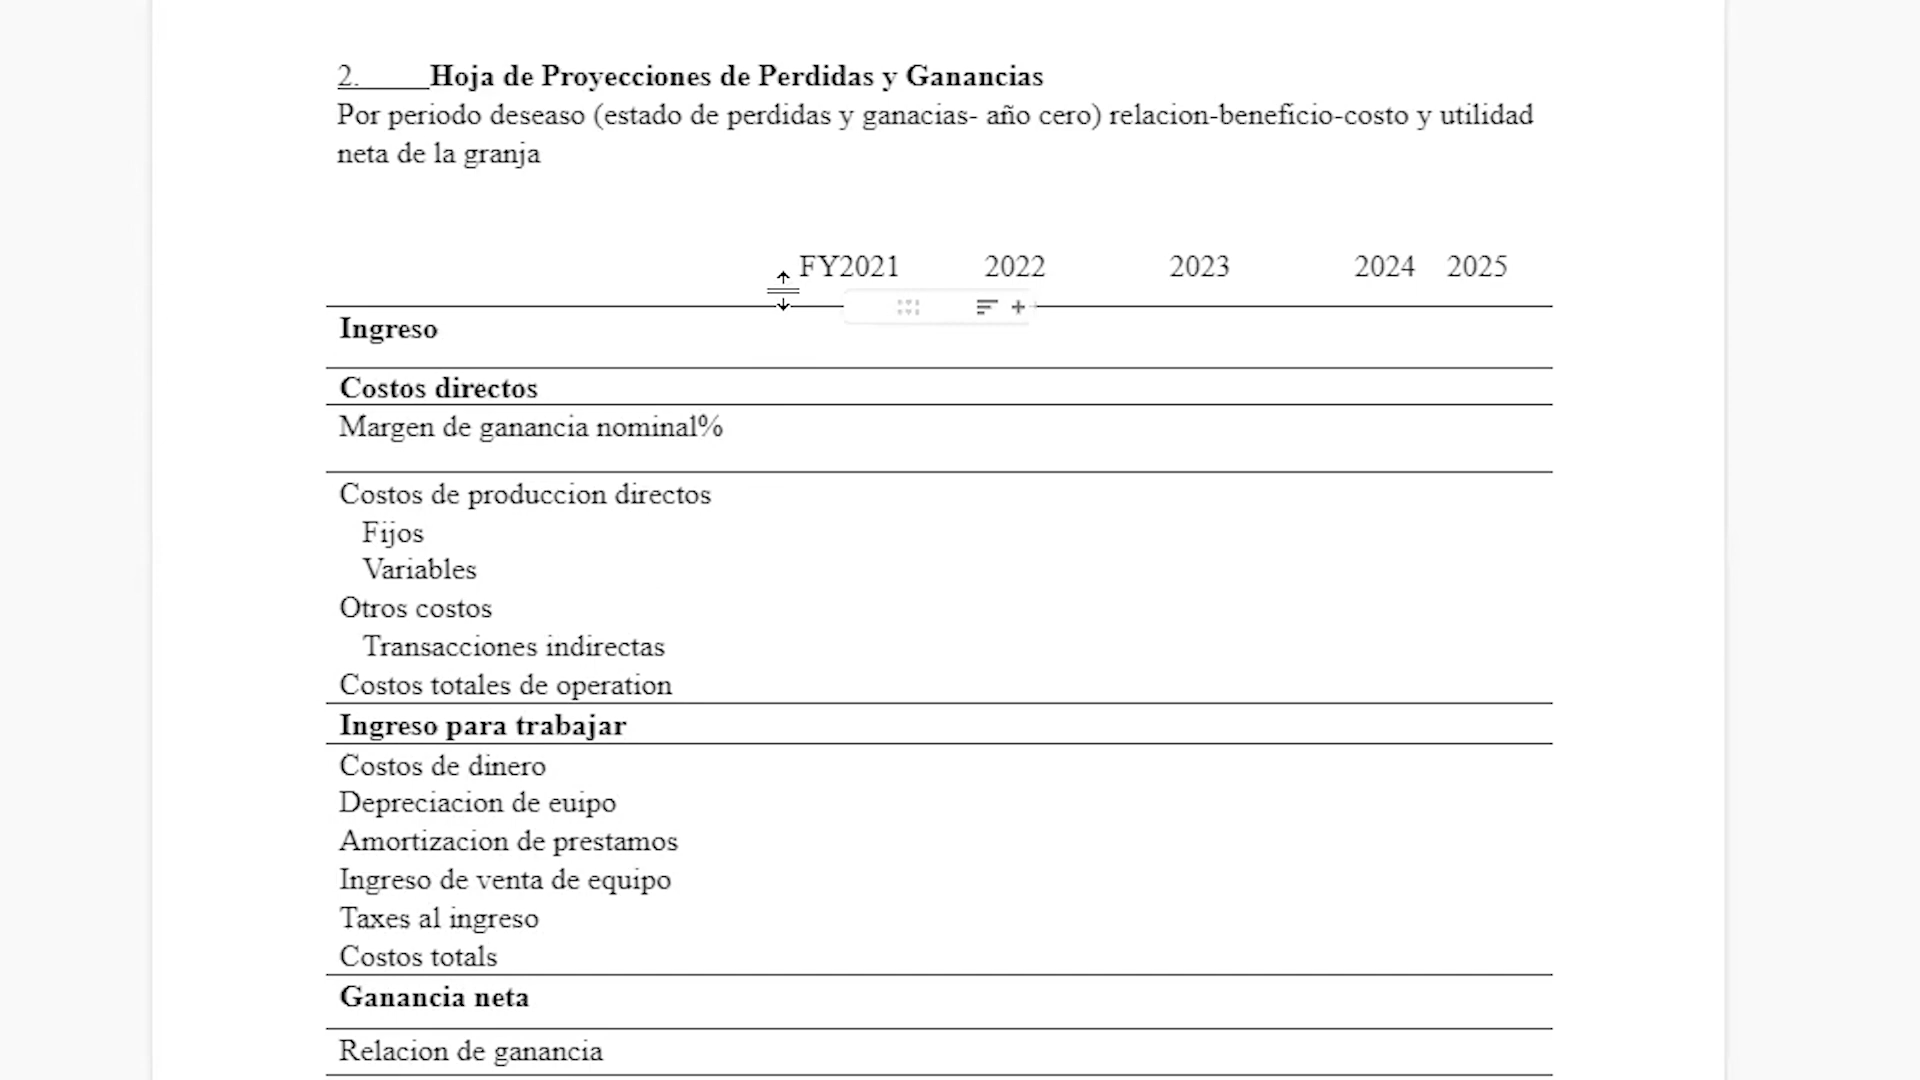 2. Hoja de Proyecciones de Perdidas y Ganancias
Por periodo deseaso (estado de perdidas y ganacias- año cero) relacion-beneficio-costo y utilidad
neta de la granja
FY2021 2022 2023 2024 2025
Ingreso
Costos directos
Margen de ganancia nominal%
Costos de produccion directos
Fijos
Variables
Otros costos
Transacciones indirectas
Costos totales de operation
Ingreso para trabajar
Costos de dinero
Depreciacion de euipo
Amortizacion de prestamos
Ingreso de venta de equipo
Taxes al ingreso
Costos totals
Ganancia neta
Relacion de ganancia